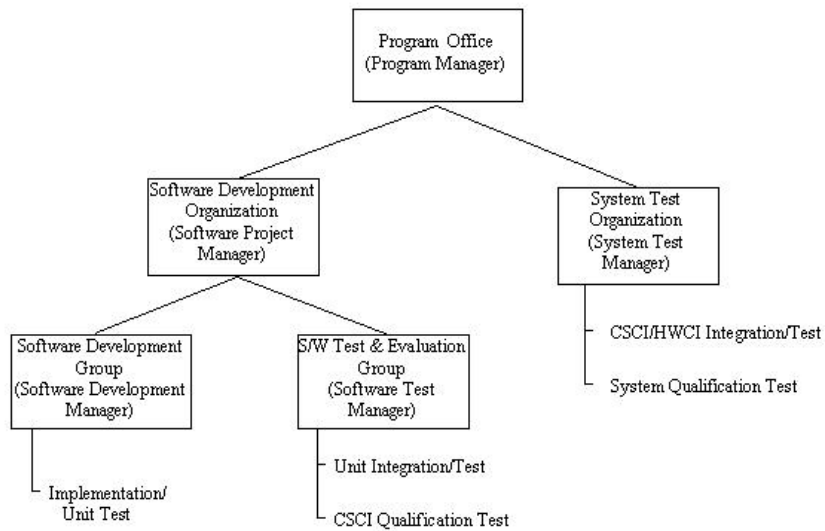 Program Office
(Program Manager)
Software Development
Organization
(Software Project
Manager)
System Test
Organization
(System Test
Manager)
Software Development
Group
(Software Development
Manager)
S/W Test & Evaluation
Group
(Software Test
Manager)
CSCI/HWCI Integration/Test
System Qualification Test
Implementation/
Unit Test
Unit Integration/Test
CSCI Qualification Test